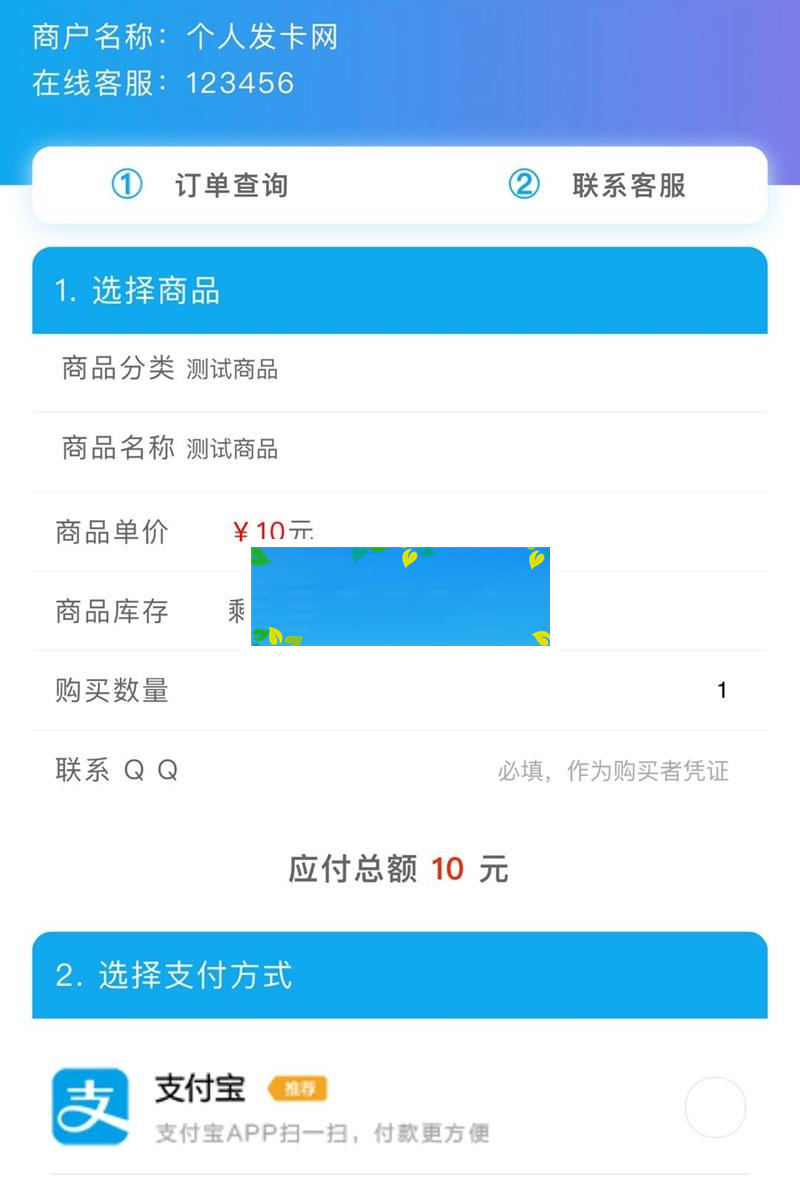 商户名称：个人发卡网
在线客服：123456
① 订单查询 ② 联系客服
1. 选择商品
商品分类 测试商品
商品名称 测试商品
商品单价 ¥10元
商品库存
购买数量 1
联系 Q Q 必填，作为购买者凭证
应付总额 10 元
2. 选择支付方式
支
支付宝 推荐
支付宝APP扫一扫，付款更方便